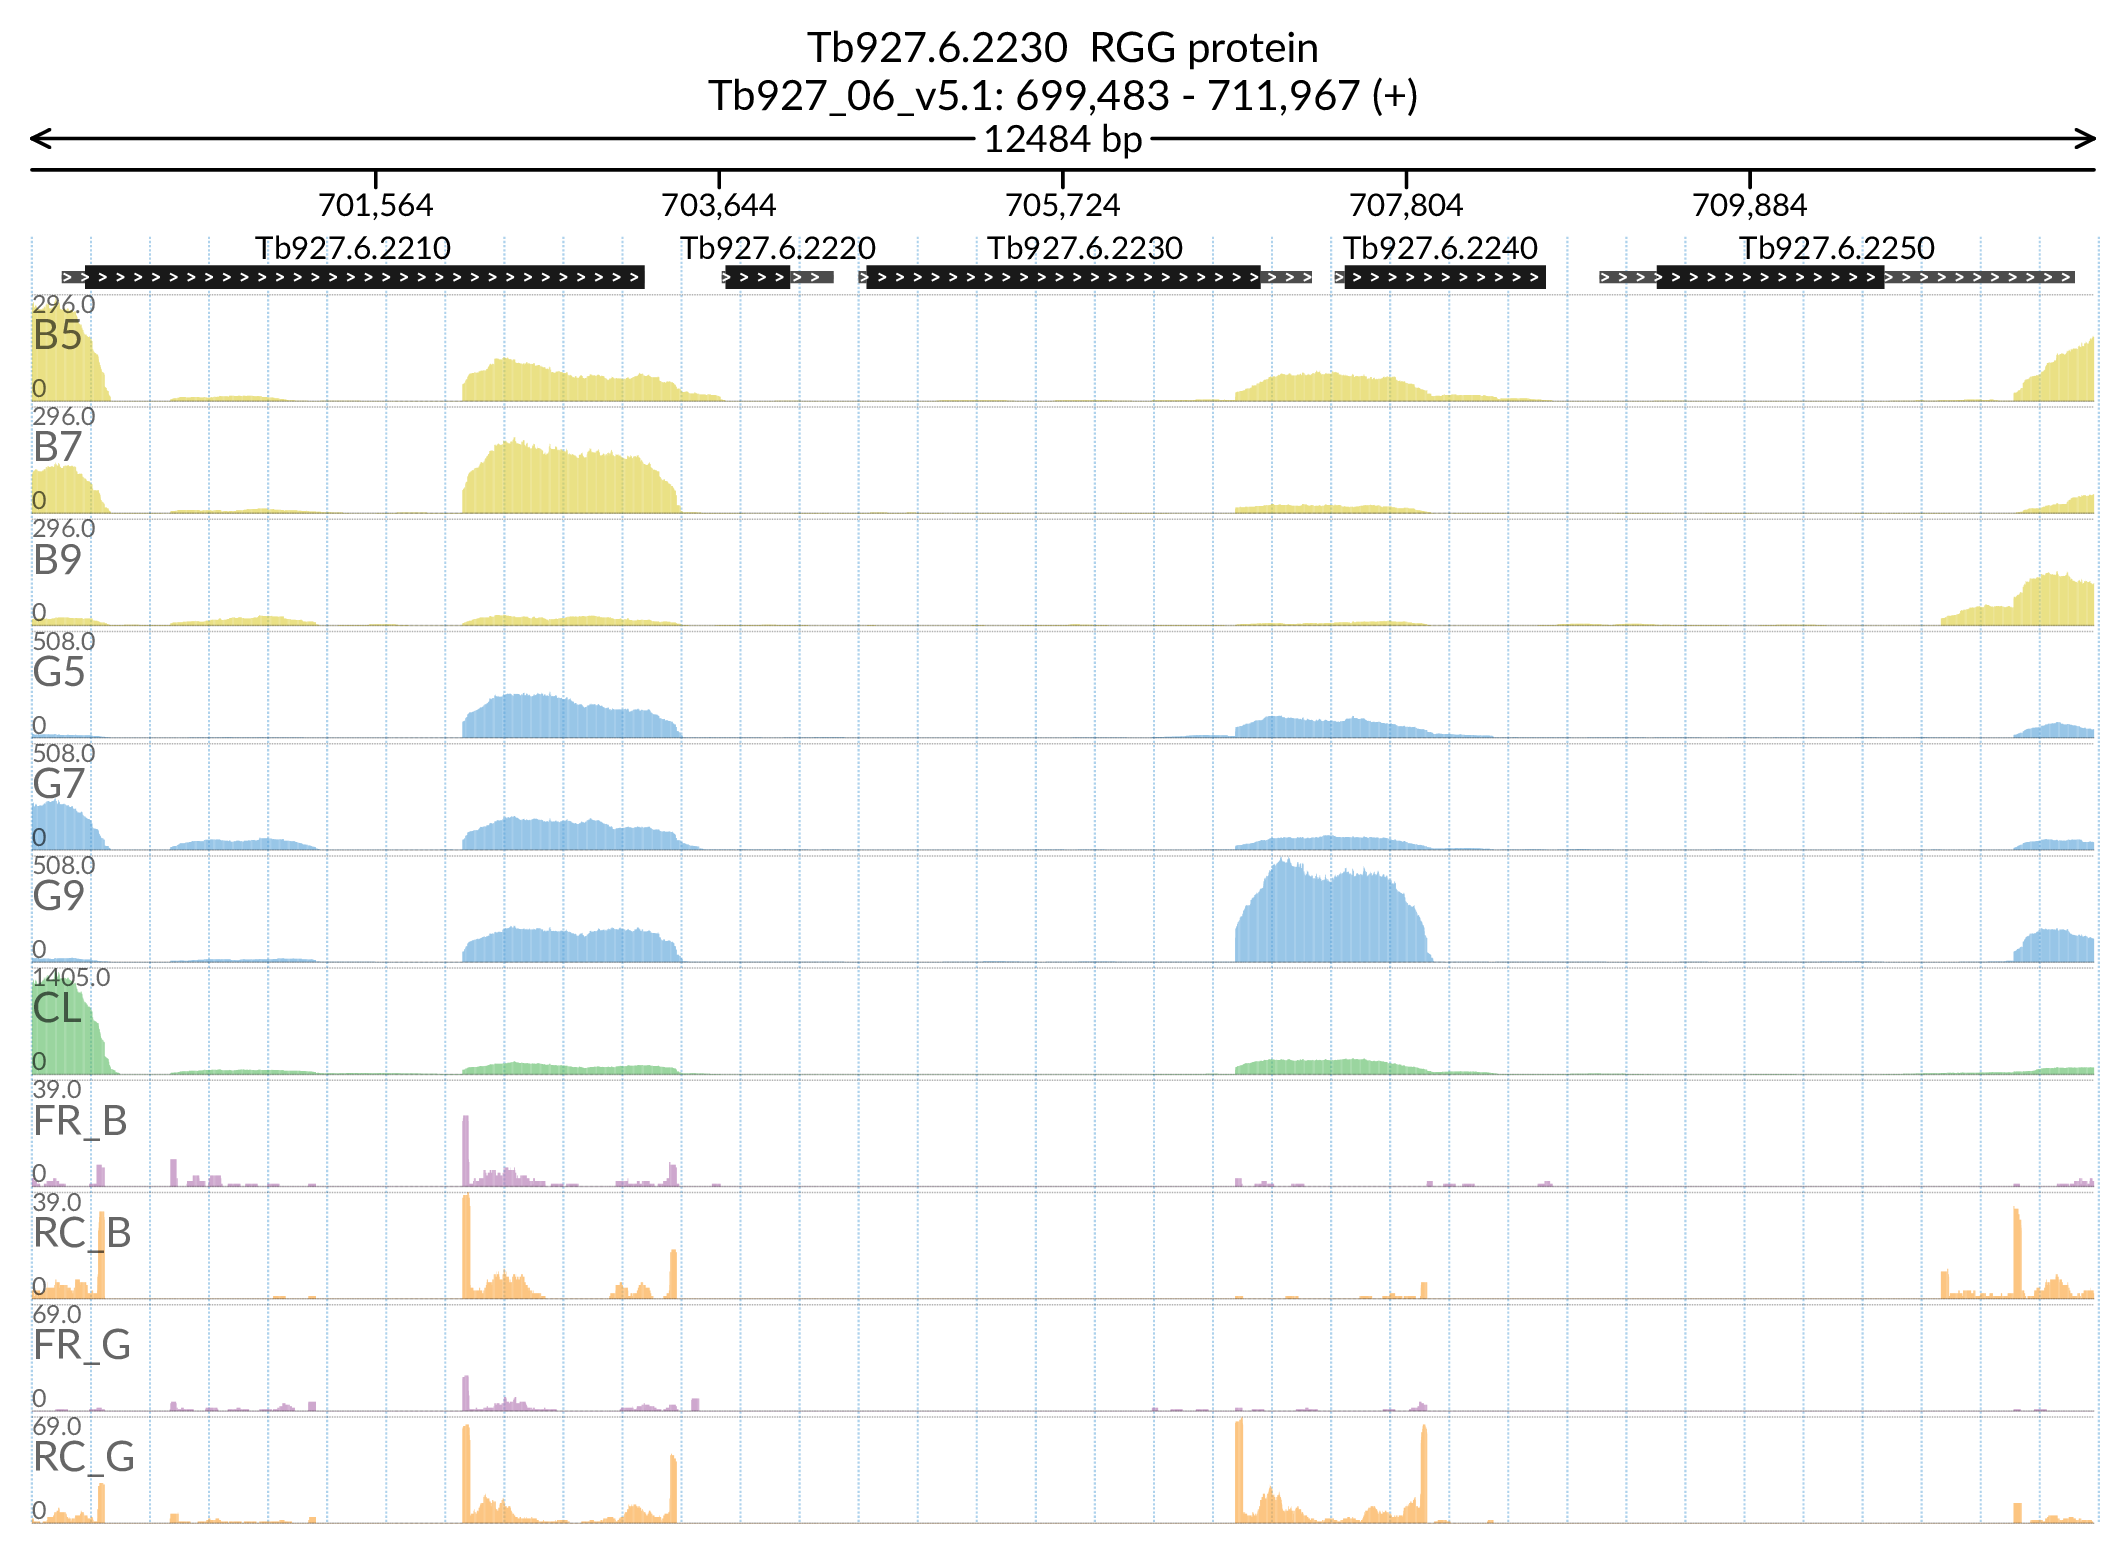 Tb927.6.2230 RGG protein
Tb927_06_v5.1: 699,483 - 711,967 (+)
12484 bp
701,564 703,644 705,724 707,804 709,884
Tb927.6.2210 Tb927.6.2220 Tb927.6.2230 Tb927.6.2240 Tb927.6.2250
296.0
B5
0
296.0
B7
0
296.0
B9
0
508.0
G5
0
508.0
G7
0
508.0
G9
0
1405.0
CL
0
39.0
FR_B
0
39.0
RC_B
0
69.0
FR_G
0
69.0
RC_G
0